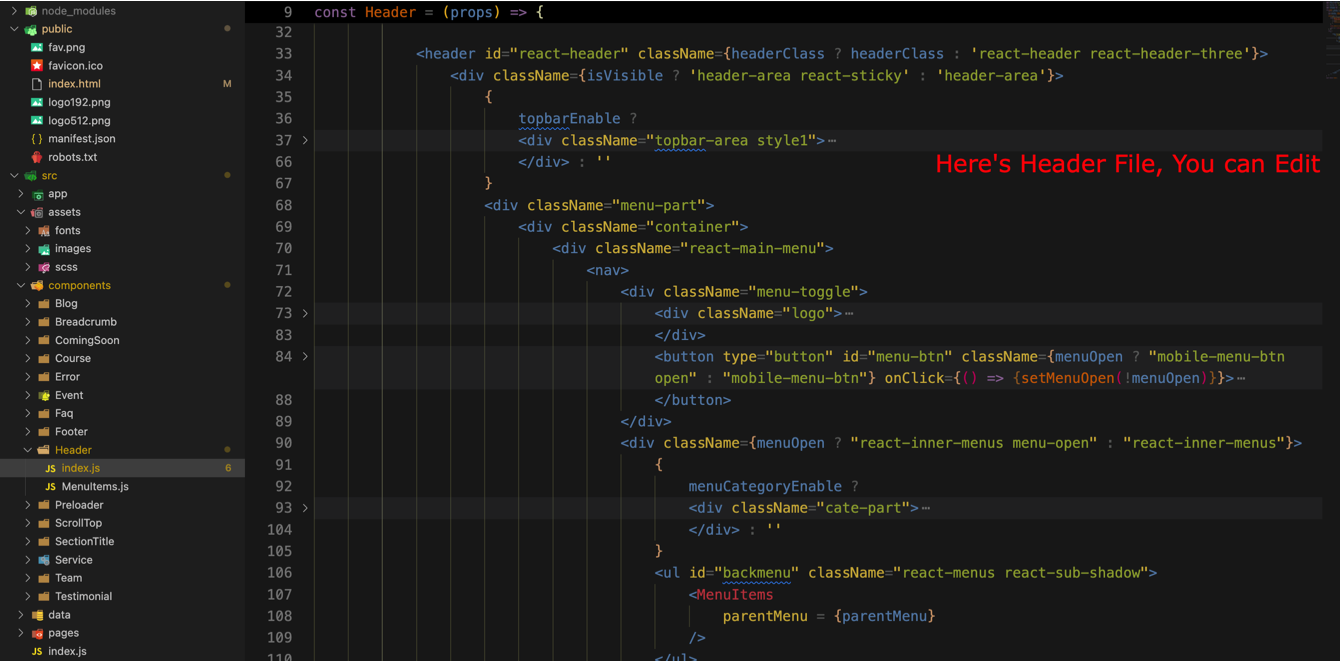 node_modules
public
fav.png
favicon.ico
index.html M
logo192.png
logo512.png
manifest.json
robots.txt
src
app
assets
fonts
images
scss
components
Blog
Breadcrumb
ComingSoon
Course
Error
Event
Faq
Footer
Header
JS index.js 6
JS MenuItems.js
Preloader
ScrollTop
SectionTitle
Service
Team
Testimonial
data
pages
JS index.js
9 const Header = (props) => {
32
33 <header id="react-header" className={headerClass ? headerClass : 'react-header react-header-three'}>
34 <div className={isVisible ? 'header-area react-sticky' : 'header-area'}>
35 {
36 topbarEnable ?
37 <div className="topbar-area style1">⋯
66 </div> : ''
67 }
68 <div className="menu-part">
69 <div className="container">
70 <div className="react-main-menu">
71 <nav>
72 <div className="menu-toggle">
73 <div className="logo">⋯
83 </div>
84 <button type="button" id="menu-btn" className={menuOpen ? "mobile-menu-btn
open" : "mobile-menu-btn"} onClick={() => {setMenuOpen(!menuOpen)}}>⋯
88 </button>
89 </div>
90 <div className={menuOpen ? "react-inner-menus menu-open" : "react-inner-menus"}>
91 {
92 menuCategoryEnable ?
93 <div className="cate-part">⋯
104 </div> : ''
105 }
106 <ul id="backmenu" className="react-menus react-sub-shadow">
107 <MenuItems
108 parentMenu = {parentMenu}
109 />
110 </ul>
Here's Header File, You can Edit